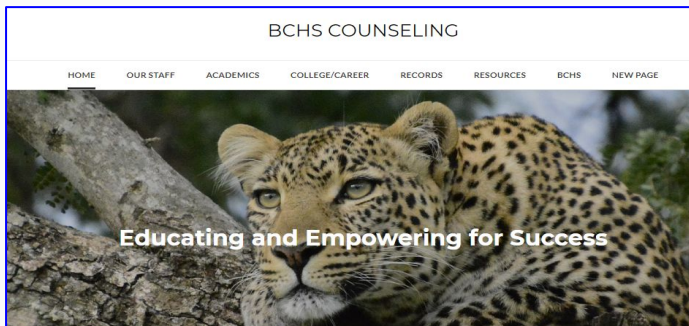 BCHS COUNSELING
HOME OUR STAFF ACADEMICS COLLEGE/CAREER RECORDS RESOURCES BCHS NEW PAGE
Educating and Empowering for Success